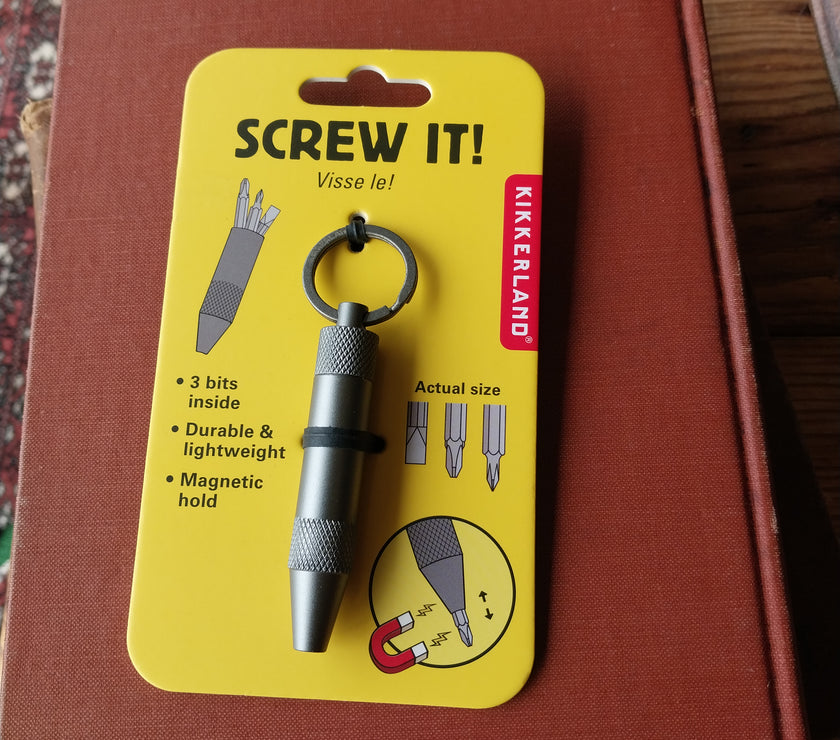 SCREW IT!
Visse le!
KIKKERLAND®
• 3 bits
inside
• Durable &
lightweight
• Magnetic
hold
Actual size